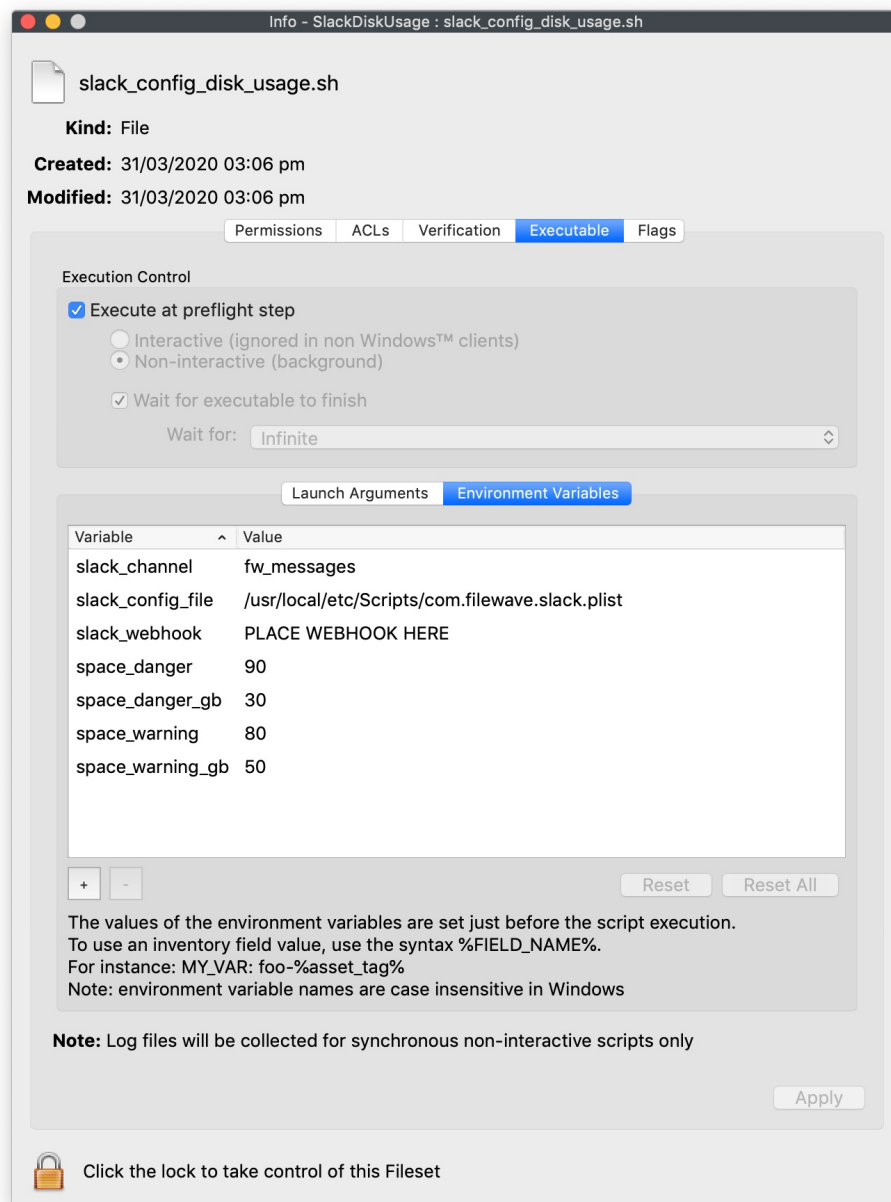 Info - SlackDiskUsage : slack_config_disk_usage.sh
slack_config_disk_usage.sh
Kind: File
Created: 31/03/2020 03:06 pm
Modified: 31/03/2020 03:06 pm
Permissions ACLs Verification Executable Flags
Execution Control
Execute at preflight step
Interactive (ignored in non Windows™ clients)
Non-interactive (background)
Wait for executable to finish
Wait for: Infinite
Launch Arguments Environment Variables
Variable Value
slack_channel fw_messages
slack_config_file /usr/local/etc/Scripts/com.filewave.slack.plist
slack_webhook PLACE WEBHOOK HERE
space_danger 90
space_danger_gb 30
space_warning 80
space_warning_gb 50
+ - Reset Reset All
The values of the environment variables are set just before the script execution.
To use an inventory field value, use the syntax %FIELD_NAME%.
For instance: MY_VAR: foo-%asset_tag%
Note: environment variable names are case insensitive in Windows
Note: Log files will be collected for synchronous non-interactive scripts only
Apply
Click the lock to take control of this Fileset